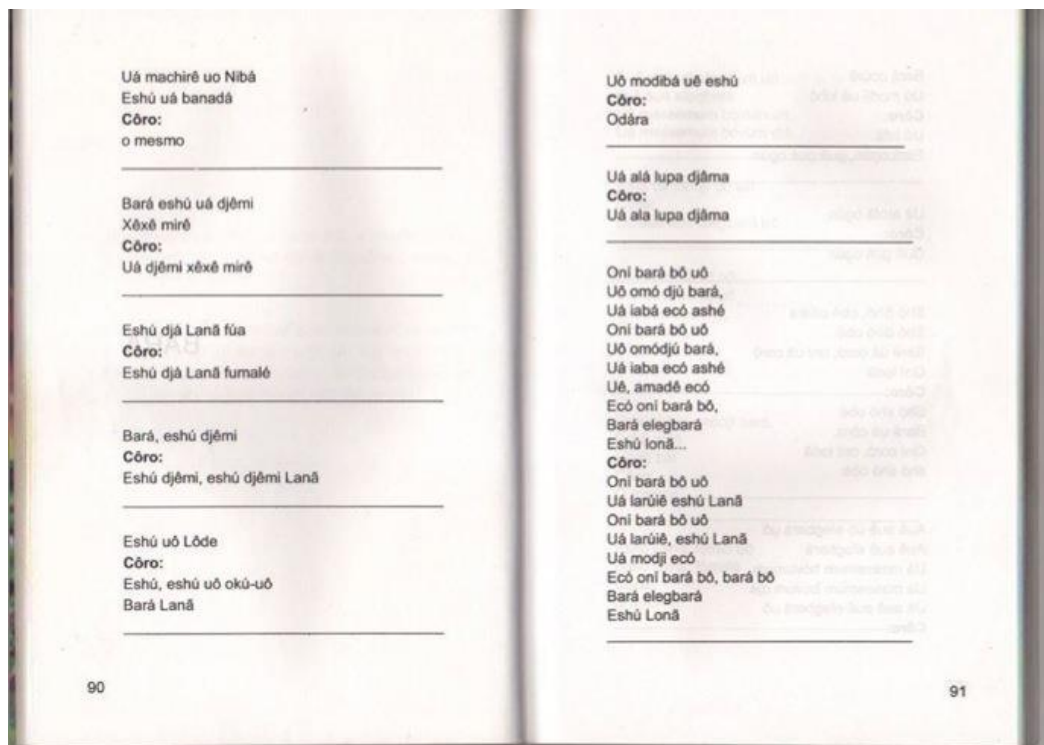 Uá machirê uo Nibá
Eshú uá banadá
Côro:
o mesmo
Bará eshú uá djêmi
Xêxê mirê
Côro:
Uá djêmi xêxê mirê
Eshú djá Lanã fúa
Côro:
Eshú djá Lanã fumalé
Bará, eshú djêmi
Côro:
Eshú djêmi, eshú djêmi Lanã
Eshú uô Lôde
Côro:
Eshú, eshú uô okú-uô
Bará Lanã
90
Uô modibá uê eshú
Côro:
Odára
Uá alá lupa djâma
Côro:
Uá ala lupa djâma
Oní bará bô uô
Uô omó djú bará,
Uá iabá ecó ashé
Oní bará bô uô
Uô omódjú bará,
Uá iaba ecó ashé
Uê, amadê ecó
Ecó oní bará bô,
Bará elegbará
Eshú lonã...
Côro:
Oní bará bô uô
Uá larúiê eshú Lanã
Oní bará bô uô
Uá larúiê, eshú Lanã
Uá modji ecó
Ecó oní bará bô, bará bô
Bará elegbará
Eshú Lonã
91